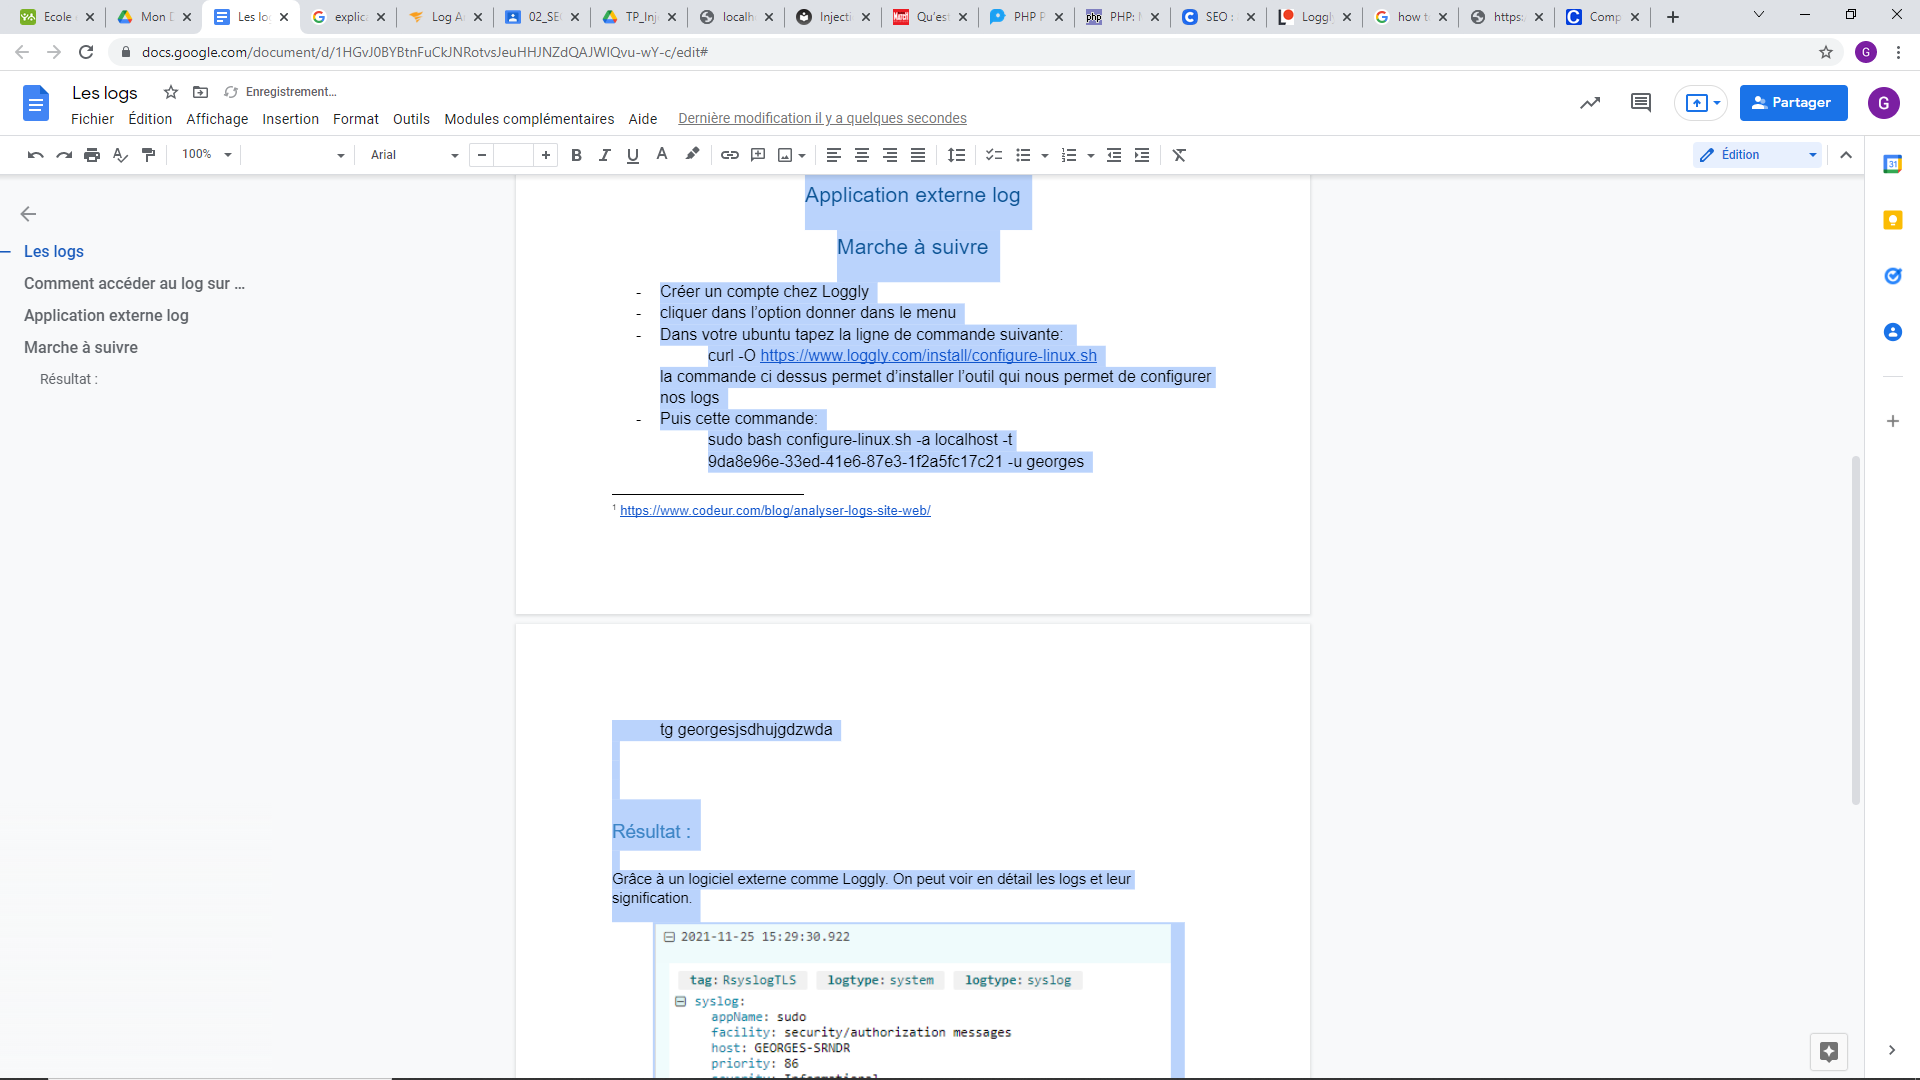 Ecole
Mon D
Les lo
explic
Log A
02_SE
TP_Inj
localh
Injecti
Qu'est
PHP P
PHP:
SEO :
Loggl
how t
https:
Comp
docs.google.com/document/d/1HGvJ0BYBtnFuCkJNRotvsJeuHHJNZdQAJWlQvu-wY-c/edit#
G
Les logs
Enregistrement...
Partager
G
Fichier Édition Affichage Insertion Format Outils Modules complémentaires Aide Dernière modification il y a quelques secondes
100% Arial
B I U A
Édition
31
Les logs
Comment accéder au log sur …
Application externe log
Marche à suivre
Résultat :
Application externe log
Marche à suivre
- Créer un compte chez Loggly
- cliquer dans l'option donner dans le menu
- Dans votre ubuntu tapez la ligne de commande suivante:
curl -O https://www.loggly.com/install/configure-linux.sh
la commande ci dessus permet d'installer l'outil qui nous permet de configurer
nos logs
- Puis cette commande:
sudo bash configure-linux.sh -a localhost -t
9da8e96e-33ed-41e6-87e3-1f2a5fc17c21 -u georges
1 https://www.codeur.com/blog/analyser-logs-site-web/
tg georgesjsdhujgdzwda
Résultat :
Grâce à un logiciel externe comme Loggly. On peut voir en détail les logs et leur
signification.
2021-11-25 15:29:30.922
tag: RsyslogTLS logtype: system logtype: syslog
syslog:
appName: sudo
facility: security/authorization messages
host: GEORGES-SRNDR
priority: 86
severity: Informational